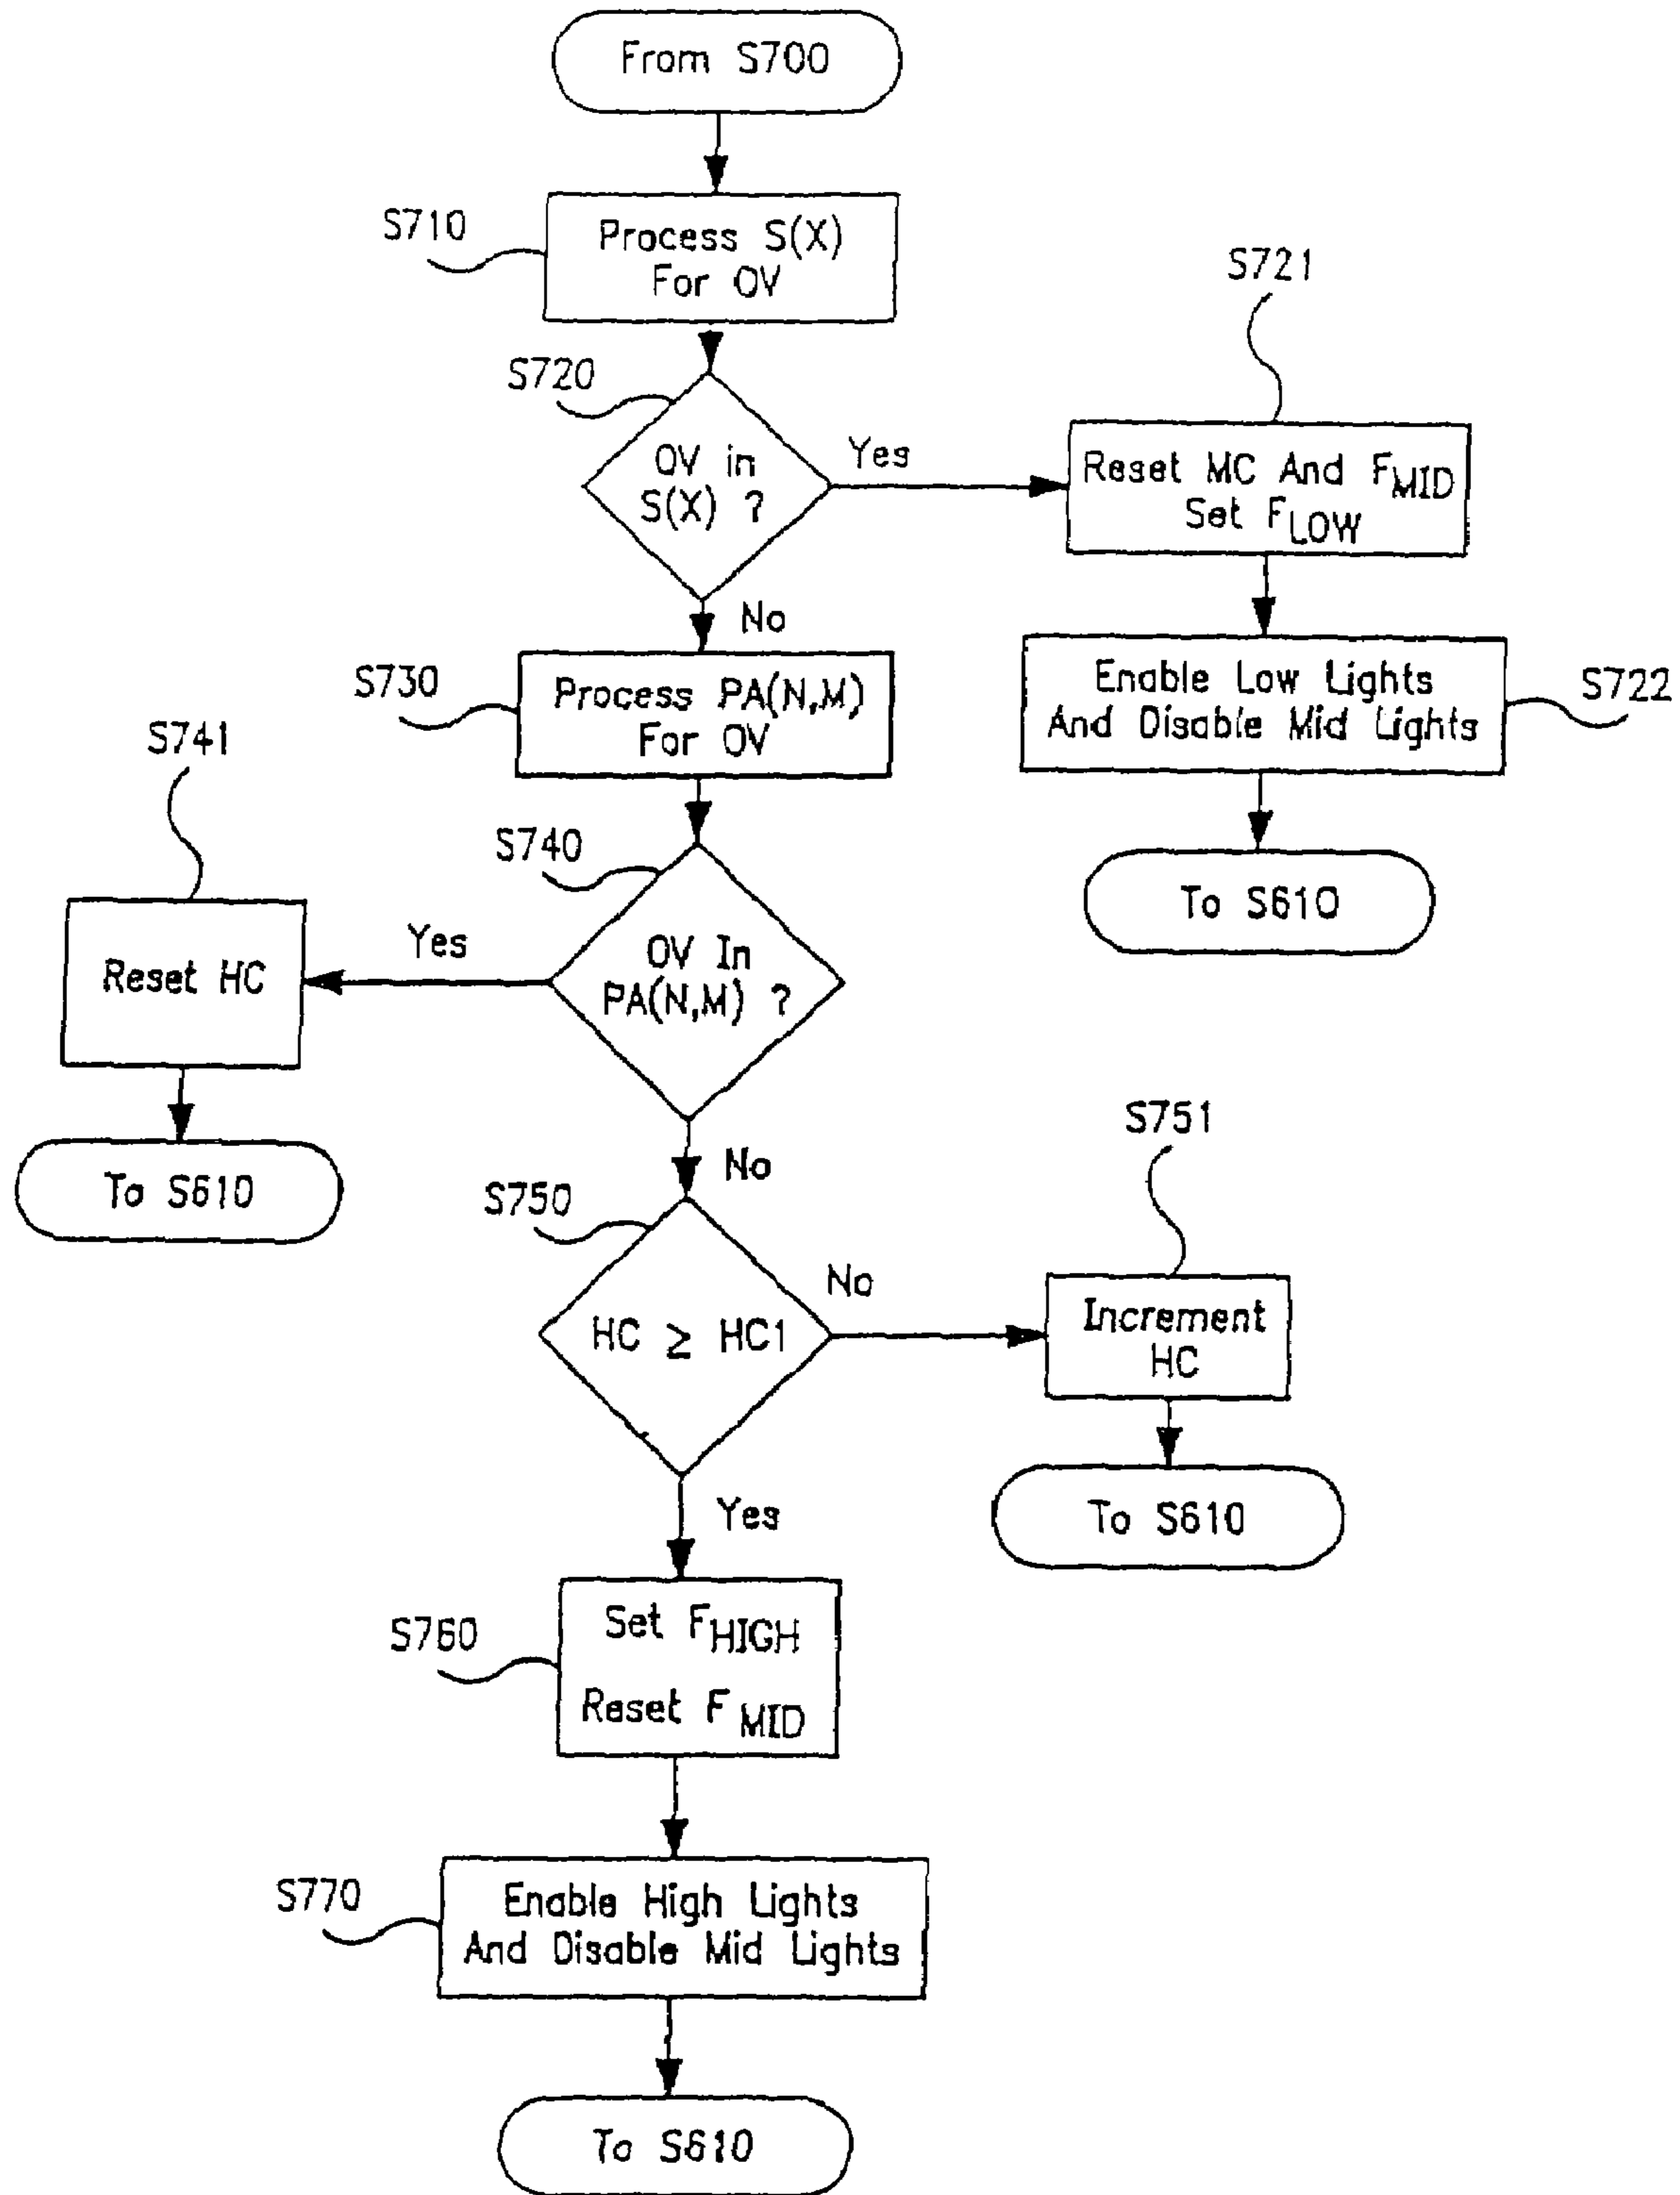 From S700
S710
Process S(X)
For OV
S720
OV in
S(X) ?
Yes
S721
Reset MC And FMID
Set FLOW
No
S722
Enable Low Lights
And Disable Mid Lights
To S610
S730
Process PA(N,M)
For OV
S740
OV In
PA(N,M) ?
Yes
S741
Reset HC
To S610
No
S750
HC ≥ HC1
No
S751
Increment
HC
To S610
Yes
S760
Set FHIGH
Reset F MID
S770
Enable High Lights
And Disable Mid Lights
To S610